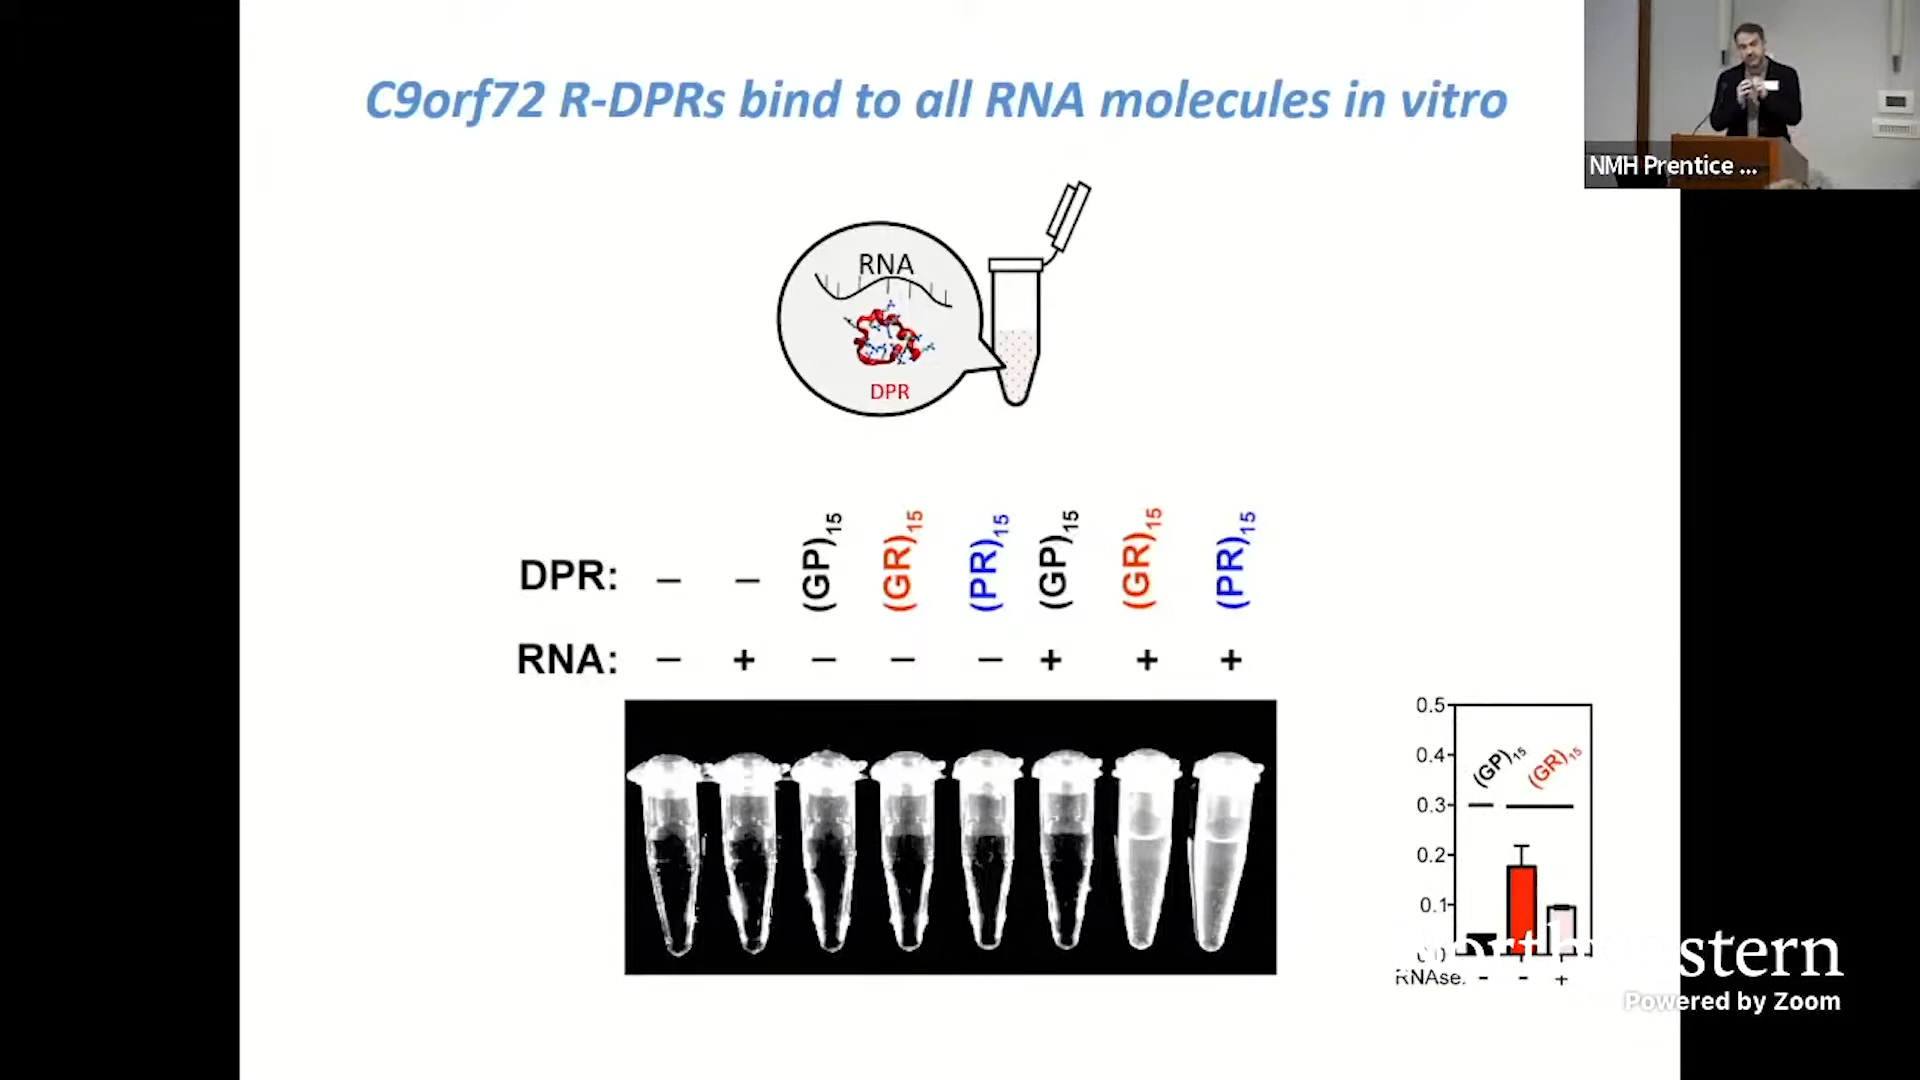 C9orf72 R-DPRs bind to all RNA molecules in vitro
NMH Prentice ...
RNA
DPR
DPR: – – (GP)15 (GR)15 (PR)15 (GP)15 (GR)15 (PR)15
RNA: – + – – – + + +
0.5
0.4
0.3
0.2
0.1
(GP)15 (GR)15
RNAse: - - +
Northwestern
Powered by Zoom